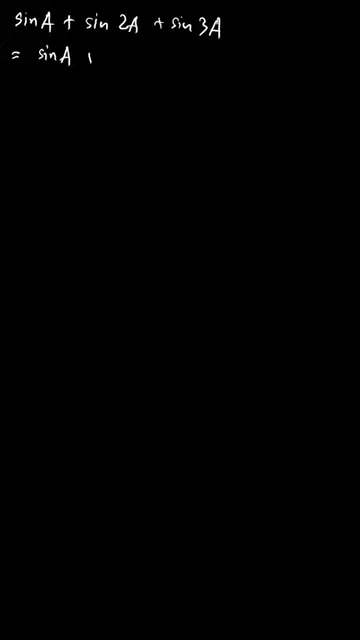 sinA + sin 2A + sin 3A
= sinA